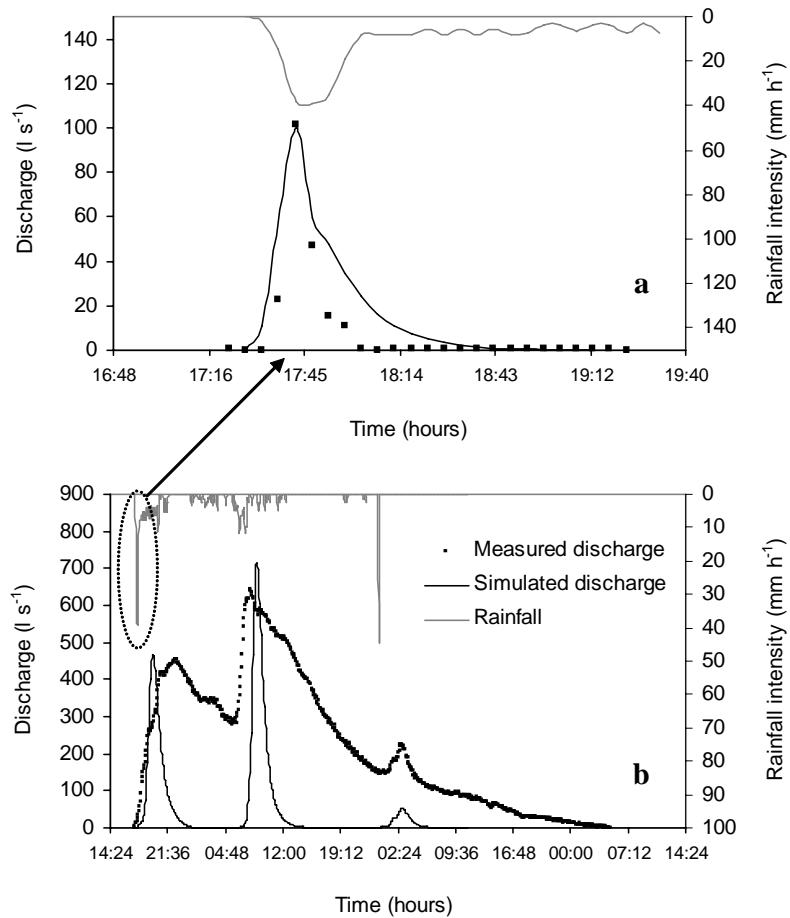 140
120
100
80
60
40
20
0
Discharge (l s-1)
0
20
40
60
80
100
120
140
Rainfall intensity (mm h-1)
a
16:48 17:16 17:45 18:14 18:43 19:12 19:40
Time (hours)
900
800
700
600
500
400
300
200
100
0
Discharge (l s-1)
0
10
20
30
40
50
60
70
80
90
100
Rainfall intensity (mm h-1)
Measured discharge
Simulated discharge
Rainfall
b
14:24 21:36 04:48 12:00 19:12 02:24 09:36 16:48 00:00 07:12 14:24
Time (hours)